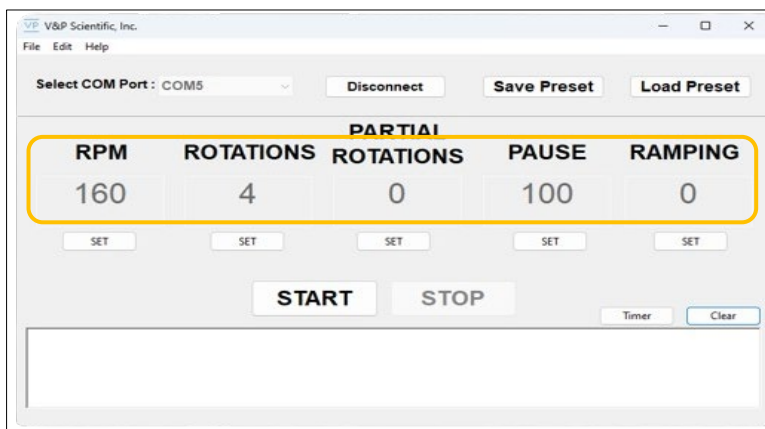 VP V&P Scientific, Inc.
File Edit Help
Select COM Port : COM5 Disconnect Save Preset Load Preset
RPM ROTATIONS PARTIAL ROTATIONS PAUSE RAMPING
160 4 0 100 0
SET SET SET SET SET
START STOP
Timer Clear